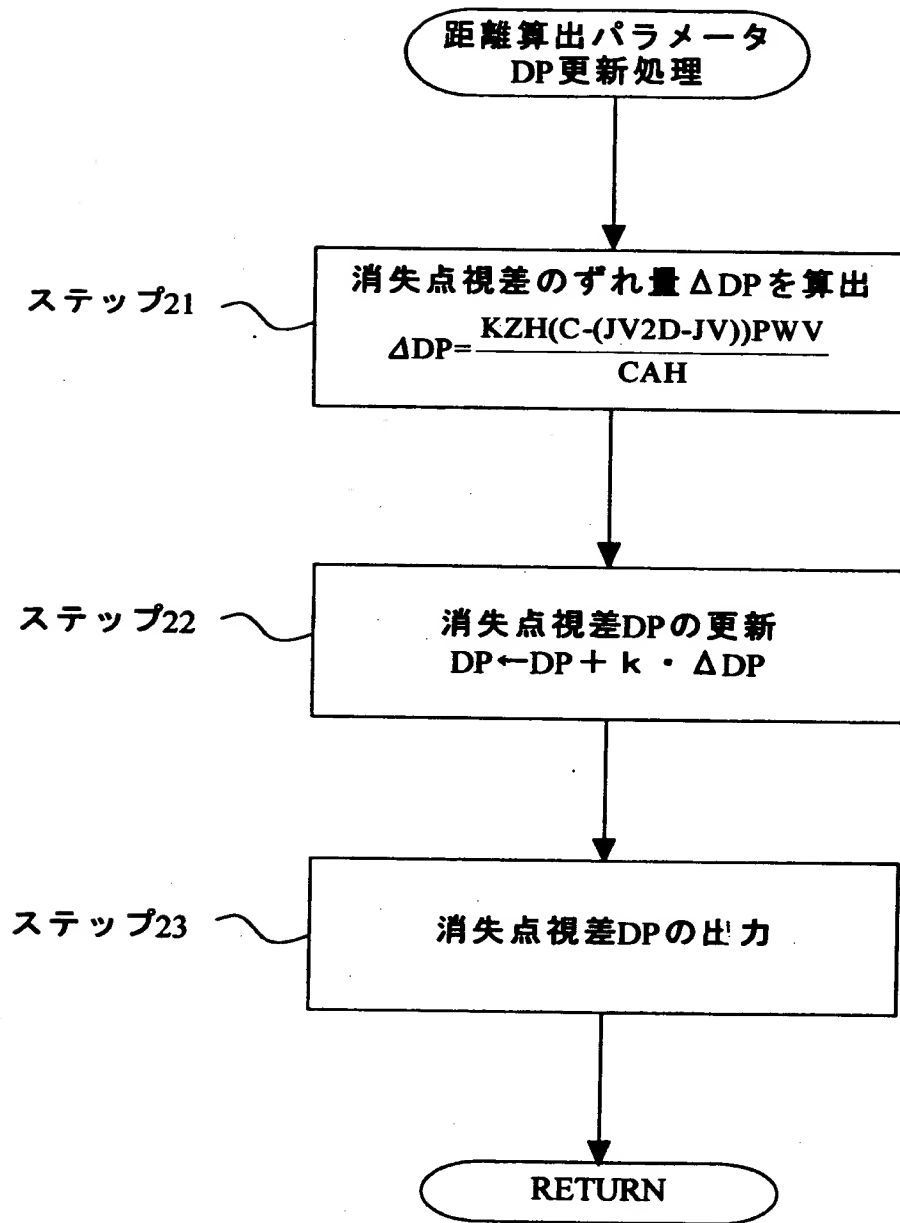 距離算出パラメータ
DP更新処理
ステップ21
消失点視差のずれ量ΔDPを算出
ΔDP=KZH(C-(JV2D-JV))PWV
CAH
ステップ22
消失点視差DPの更新
DP←DP+k・ΔDP
ステップ23
消失点視差DPの出力
RETURN